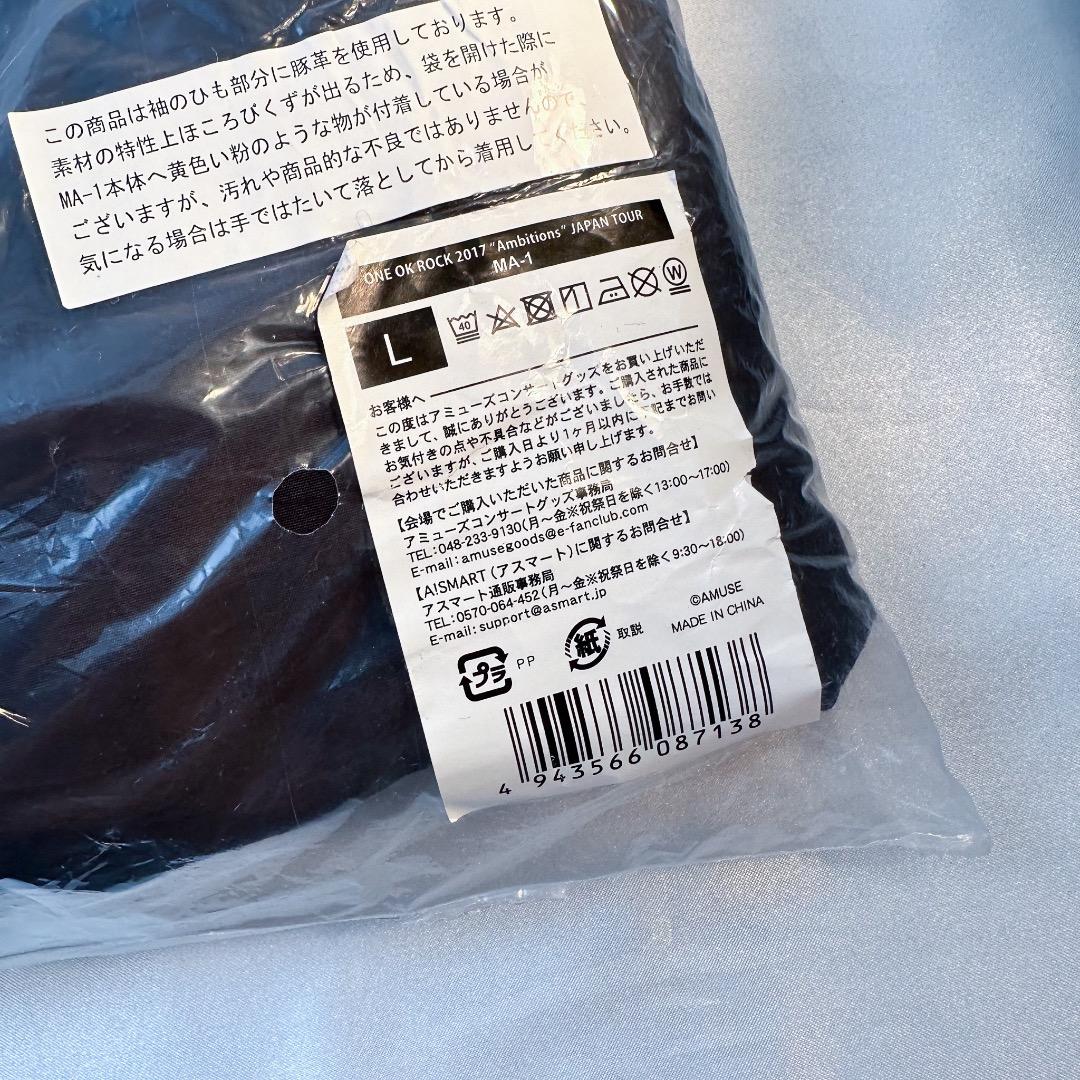 この商品は袖のひも部分に豚革を使用しております。
素材の特性上ほころびくずが出るため、袋を開けた際に
MA-1本体へ黄色い粉のような物が付着している場合が
ございますが、汚れや商品的な不良ではありませんので
気になる場合は手ではたいて落としてから着用してください。
ONE OK ROCK 2017 "Ambitions" JAPAN TOUR
MA-1
L
40
W
お客様へ
この度はアミューズコンサートグッズをお買い上げいただ
きまして、誠にありがとうございます。ご購入された商品に
お気付きの点や不具合などがございましたら、お手数では
ございますが、ご購入日より1ヶ月以内に下記までお問い
合わせいただきますようお願い申し上げます。
【会場でご購入いただいた商品に関するお問合せ】
アミューズコンサートグッズ事務局
TEL:048-233-9130(月～金※祝祭日を除く13:00～17:00)
E-mail:amusegoods@e-fanclub.com
【A!SMART(アスマート)に関するお問合せ】
アスマート通販事務局
TEL:0570-064-452(月～金※祝祭日を除く9:30～18:00)
E-mail:support@asmart.jp
©AMUSE
MADE IN CHINA
プラ PP 紙 取説
4 943566 087138